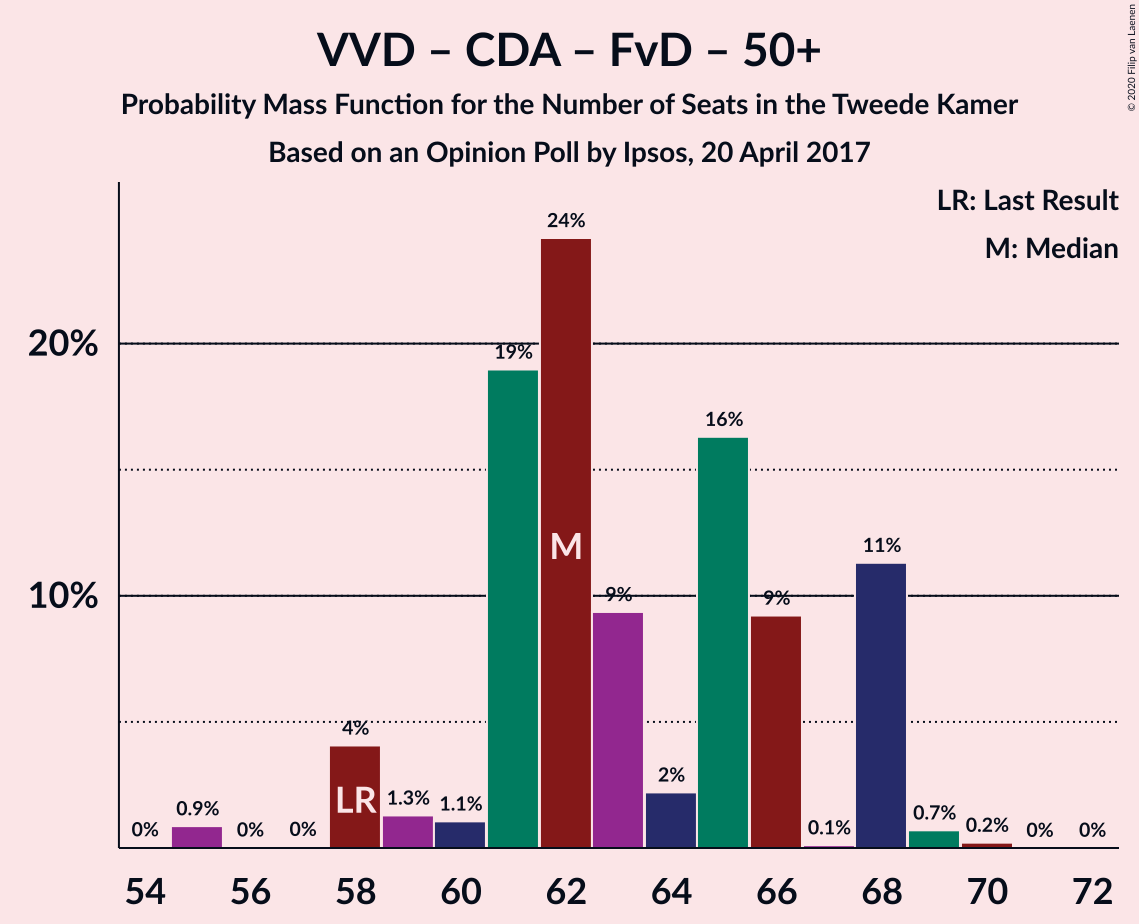 VVD – CDA – FvD – 50+
Probability Mass Function for the Number of Seats in the Tweede Kamer
Based on an Opinion Poll by Ipsos, 20 April 2017
© 2020 Filip van Laenen
LR: Last Result
M: Median
20%
10%
0%
0.9%
0%
0%
4%
1.3%
1.1%
19%
24%
9%
2%
16%
9%
0.1%
11%
0.7%
0.2%
0%
0%
LR
M
54 56 58 60 62 64 66 68 70 72